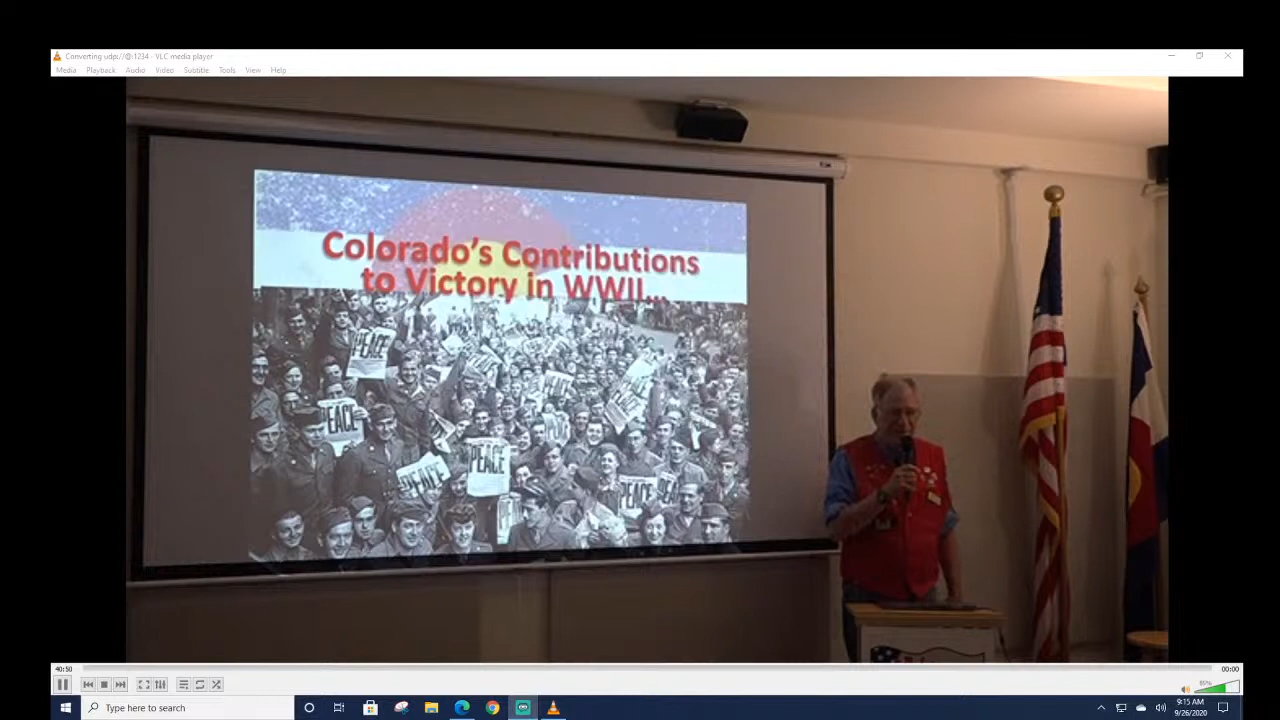 Converting udp://@:1234 - VLC media player
Media Playback Audio Video Subtitle Tools View Help
Colorado's Contributions
to Victory in WWII...
PEACE
PEACE
PEACE
PEACE
PEACE
PEACE
40:50
00:00
85%
Type here to search
9:15 AM
9/26/2020